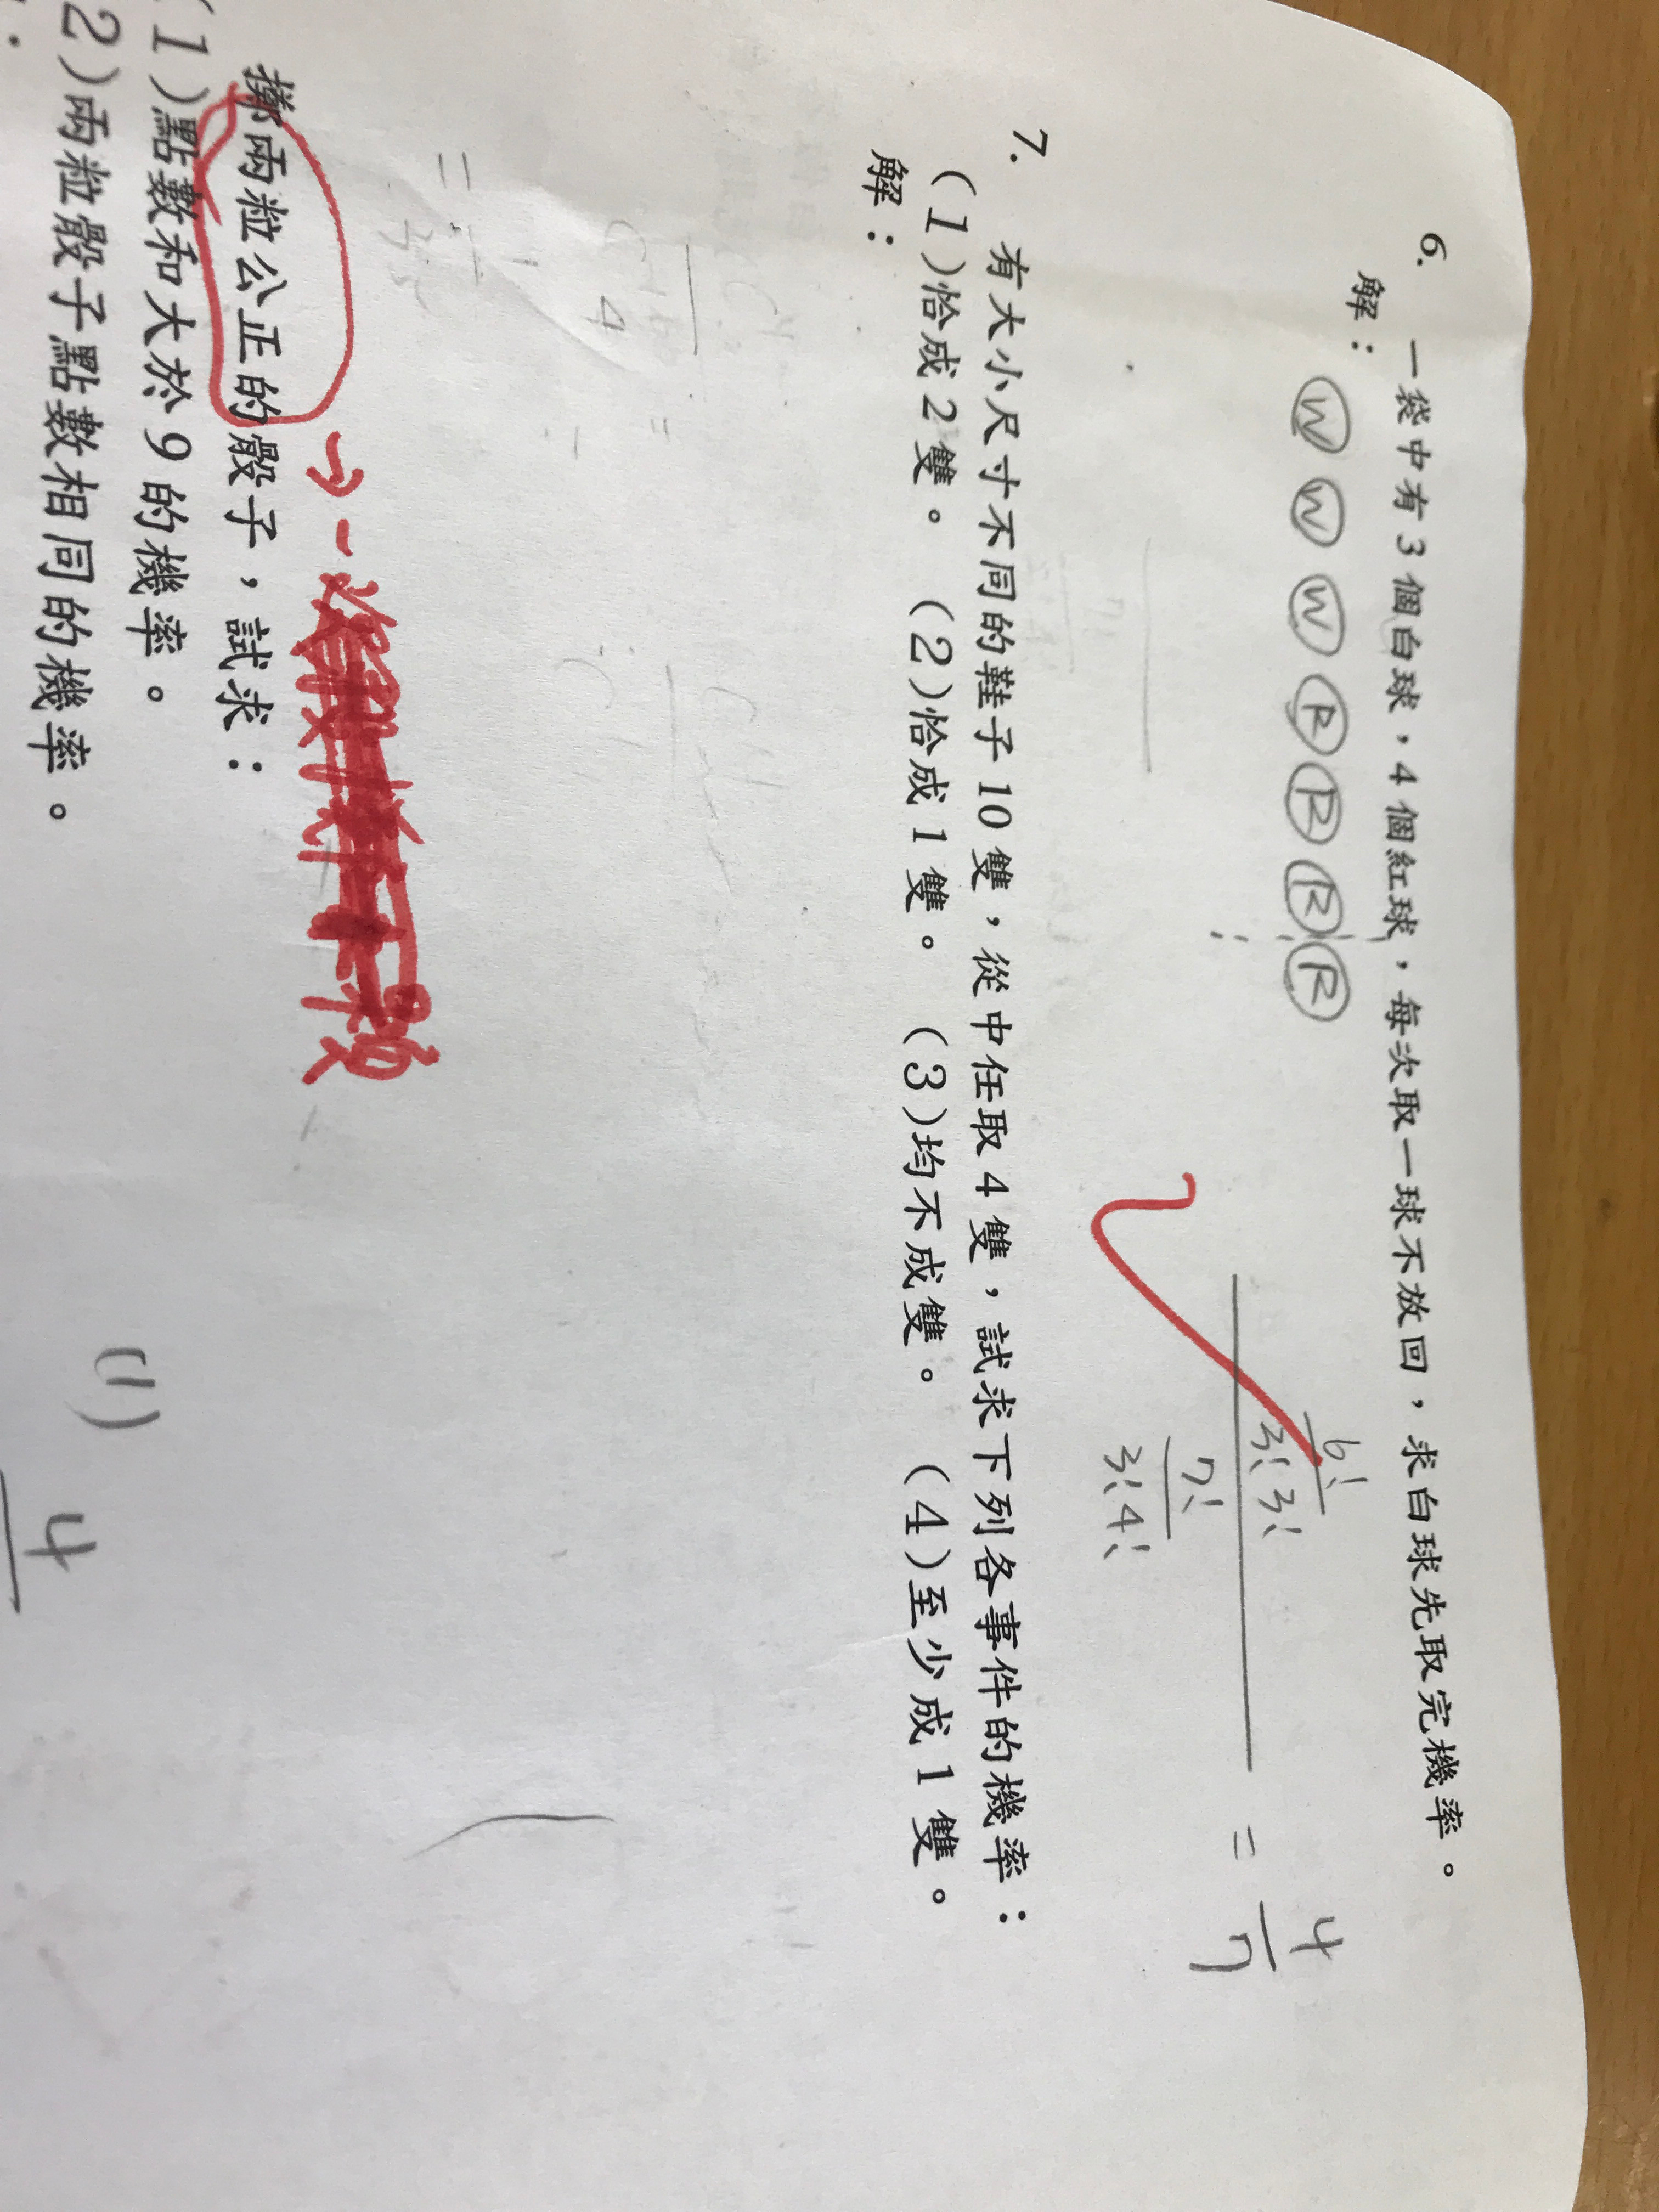 6. 一袋中有3個白球，4個紅球，每次取一球不放回，求白球先取完機率。
解：
W W W R R R R
6!
3!3!
7!
3!4!
= 4
7
7. 有大小尺寸不同的鞋子10雙，從中任取4雙，試求下列各事件的機率：
(1)恰成2雙。 (2)恰成1雙。 (3)均不成雙。 (4)至少成1雙。
解：
擲兩粒公正的骰子，試求：
(1)點數和大於9的機率。
2)兩粒骰子點數相同的機率。
(1)
4